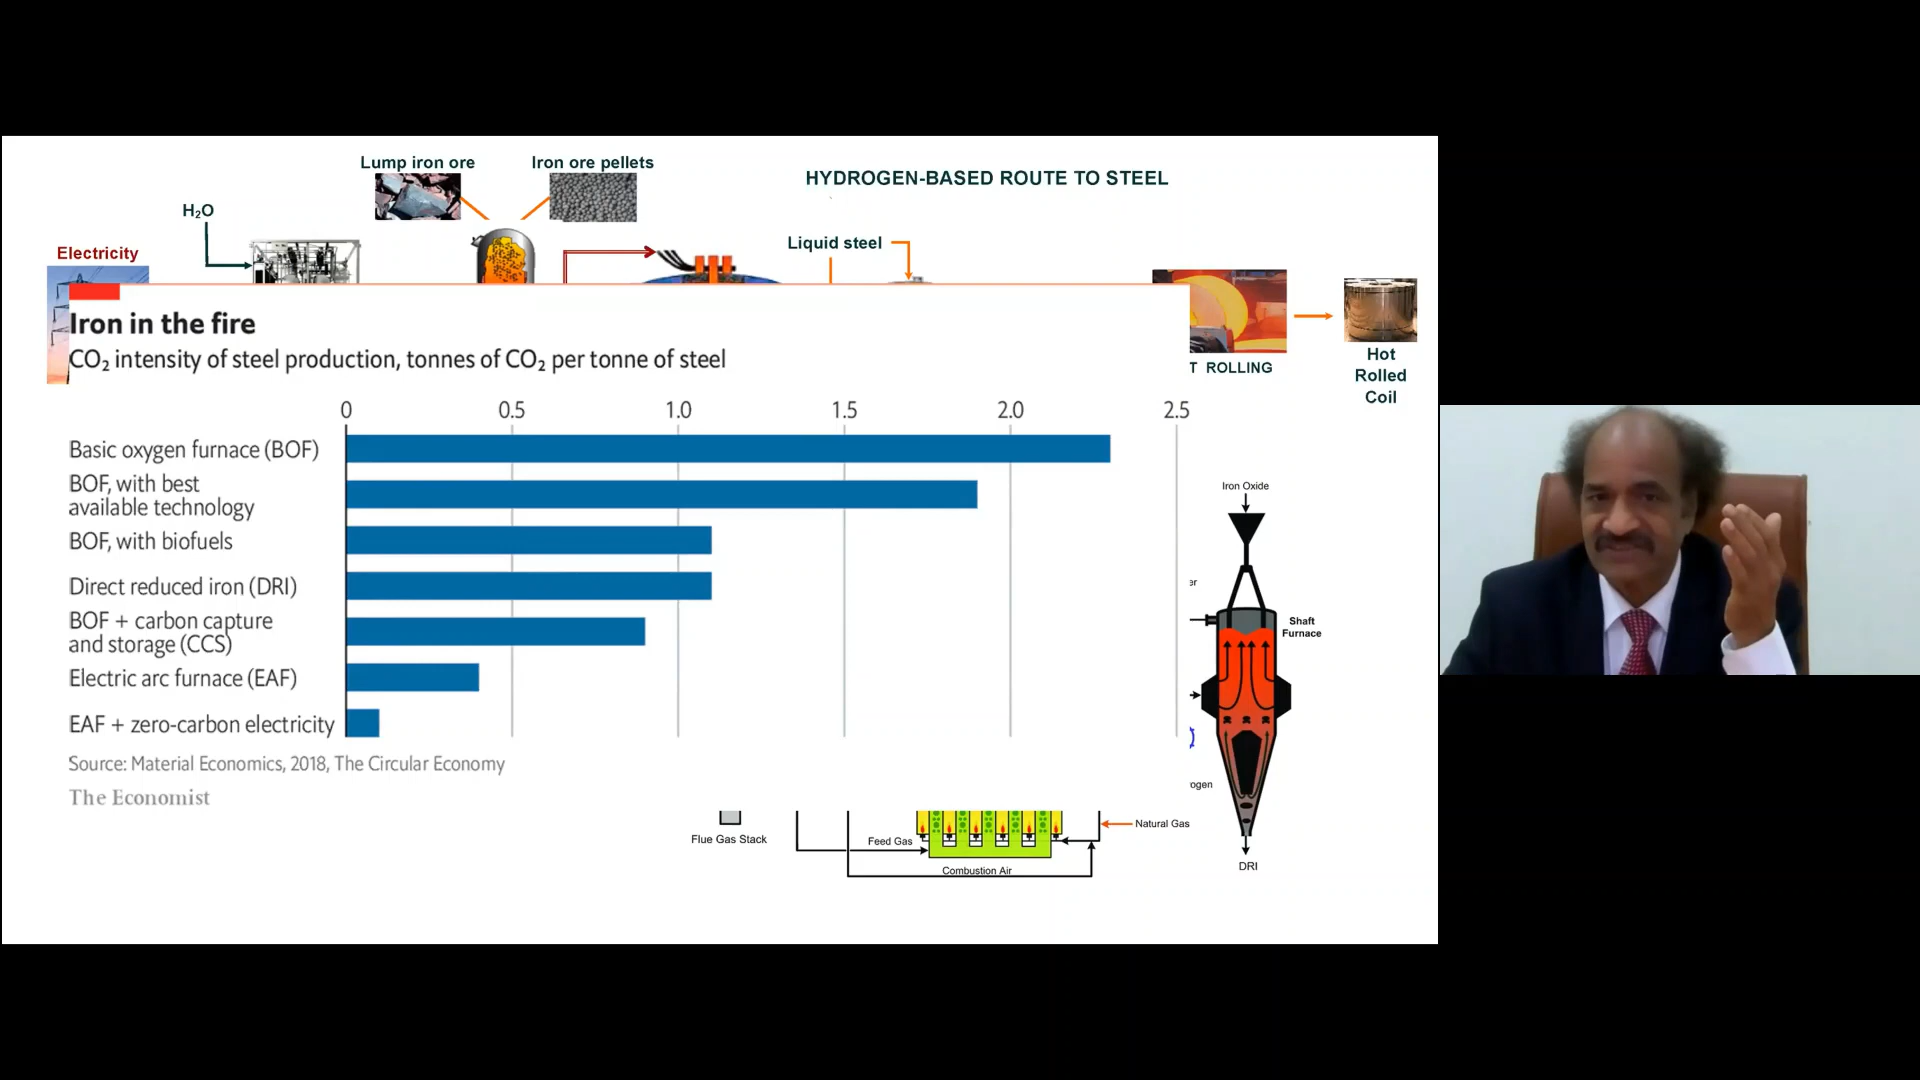 Lump iron ore
Iron ore pellets
HYDROGEN-BASED ROUTE TO STEEL
H₂O
Liquid steel
Electricity
Iron in the fire
CO₂ intensity of steel production, tonnes of CO₂ per tonne of steel
T ROLLING
Hot
Rolled
Coil
0 0.5 1.0 1.5 2.0 2.5
Basic oxygen furnace (BOF)
BOF, with best
available technology
BOF, with biofuels
Direct reduced iron (DRI)
BOF + carbon capture
and storage (CCS)
Electric arc furnace (EAF)
EAF + zero-carbon electricity
Source: Material Economics, 2018, The Circular Economy
The Economist
Iron Oxide
er
Shaft
Furnace
ogen
Flue Gas Stack
Feed Gas
Natural Gas
Combustion Air
DRI